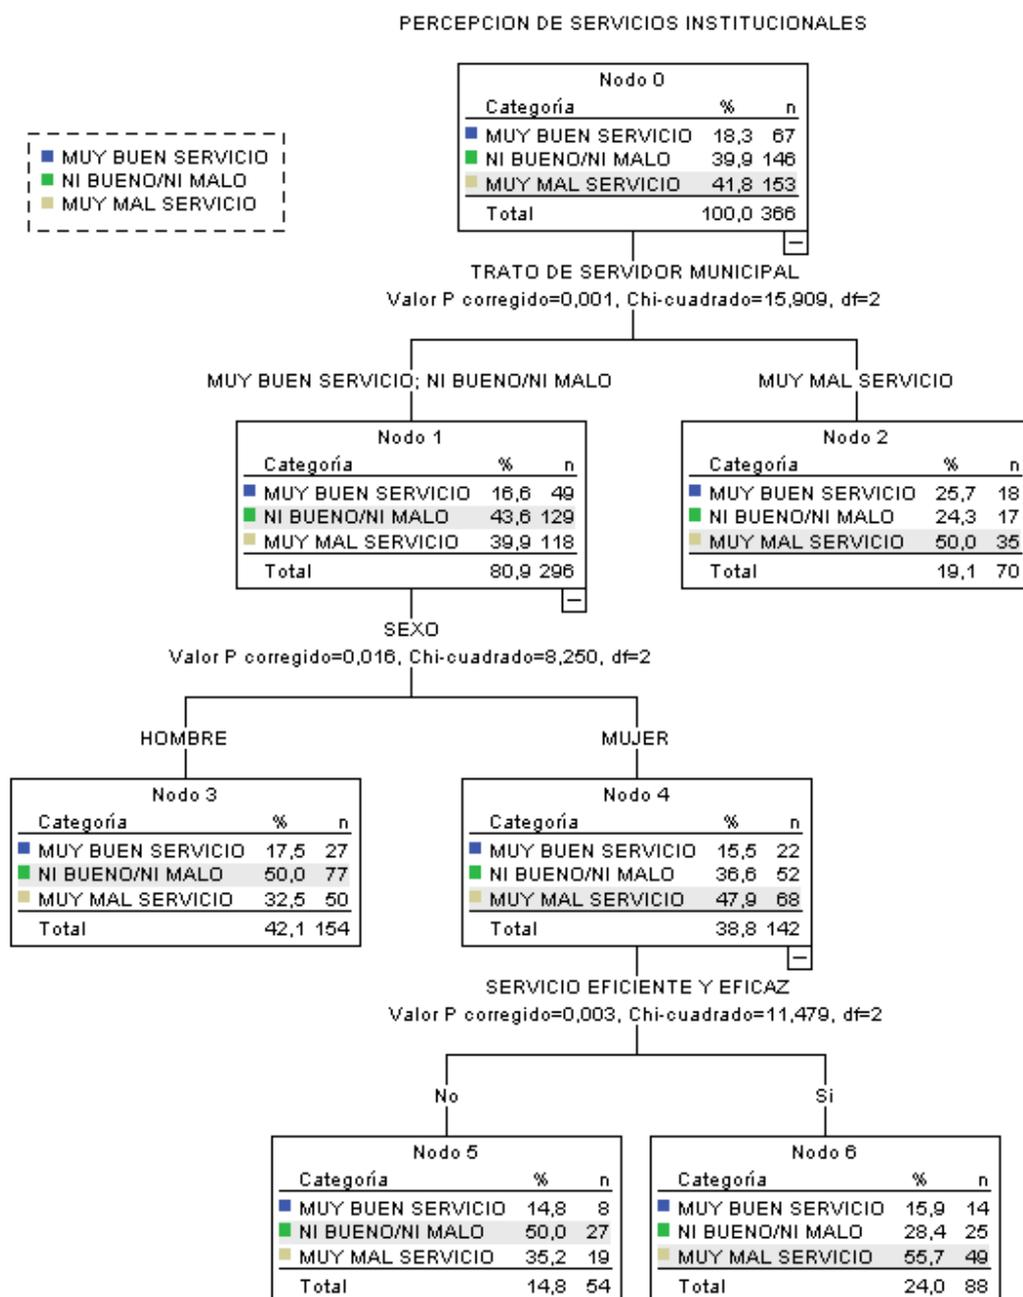 PERCEPCION DE SERVICIOS INSTITUCIONALES
MUY BUEN SERVICIO
NI BUENO/NI MALO
MUY MAL SERVICIO
Nodo 0
Categoría % n
MUY BUEN SERVICIO 18,3 67
NI BUENO/NI MALO 39,9 146
MUY MAL SERVICIO 41,8 153
Total 100,0 366
TRATO DE SERVIDOR MUNICIPAL
Valor P corregido=0,001, Chi-cuadrado=15,909, df=2
MUY BUEN SERVICIO; NI BUENO/NI MALO
MUY MAL SERVICIO
Nodo 1
Categoría % n
MUY BUEN SERVICIO 16,6 49
NI BUENO/NI MALO 43,6 129
MUY MAL SERVICIO 39,9 118
Total 80,9 296
Nodo 2
Categoría % n
MUY BUEN SERVICIO 25,7 18
NI BUENO/NI MALO 24,3 17
MUY MAL SERVICIO 50,0 35
Total 19,1 70
SEXO
Valor P corregido=0,016, Chi-cuadrado=8,250, df=2
HOMBRE
MUJER
Nodo 3
Categoría % n
MUY BUEN SERVICIO 17,5 27
NI BUENO/NI MALO 50,0 77
MUY MAL SERVICIO 32,5 50
Total 42,1 154
Nodo 4
Categoría % n
MUY BUEN SERVICIO 15,5 22
NI BUENO/NI MALO 36,6 52
MUY MAL SERVICIO 47,9 68
Total 38,8 142
SERVICIO EFICIENTE Y EFICAZ
Valor P corregido=0,003, Chi-cuadrado=11,479, df=2
No
Si
Nodo 5
Categoría % n
MUY BUEN SERVICIO 14,8 8
NI BUENO/NI MALO 50,0 27
MUY MAL SERVICIO 35,2 19
Total 14,8 54
Nodo 6
Categoría % n
MUY BUEN SERVICIO 15,9 14
NI BUENO/NI MALO 28,4 25
MUY MAL SERVICIO 55,7 49
Total 24,0 88